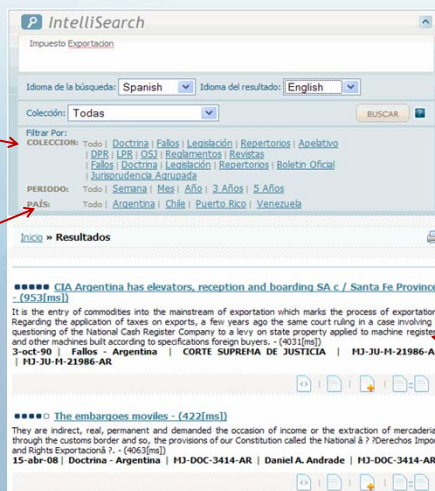 IntelliSearch
Impuesto Exportacion
Idioma de la búsqueda: Spanish Idioma del resultado: English
Colección: Todas BUSCAR ?
Filtrar Por:
COLECCION: Todo | Doctrina | Fallos | Legislación | Repertorios | Apelativo
| DPR | LPR | OSJ | Reglamentos | Revistas
| Fallos | Doctrina | Legislación | Repertorios | Boletin Oficial
| Jurisprudencia Agrupada
PERIODO: Todo | Semana | Mes | Año | 3 Años | 5 Años
PAÍS: Todo | Argentina | Chile | Puerto Rico | Venezuela
Inicio » Resultados
CIA Argentina has elevators, reception and boarding SA c / Santa Fe Province
- (953[ms])
It is the entry of commodities into the mainstream of exportation which marks the process of exportation
Regarding the application of taxes on exports, a few years ago the same court ruling in a case involving
questioning of the National Cash Register Company to a levy on state property applied to machine register
and other machines built according to specifications foreign buyers. - (4031[ms])
3-oct-90 | Fallos - Argentina | CORTE SUPREMA DE JUSTICIA | MJ-JU-M-21986-A
| MJ-JU-M-21986-AR
The embargoes moviles - (422[ms])
They are indirect, real, permanent and demanded the occasion of income or the extraction of mercaderia
through the customs border and so, the provisions of our Constitution called the National â ? ?Derechos Impor
and Rights Exportacionâ ?. - (4063[ms])
15-abr-08 | Doctrina - Argentina | MJ-DOC-3414-AR | Daniel A. Andrade | MJ-DOC-3414-AR